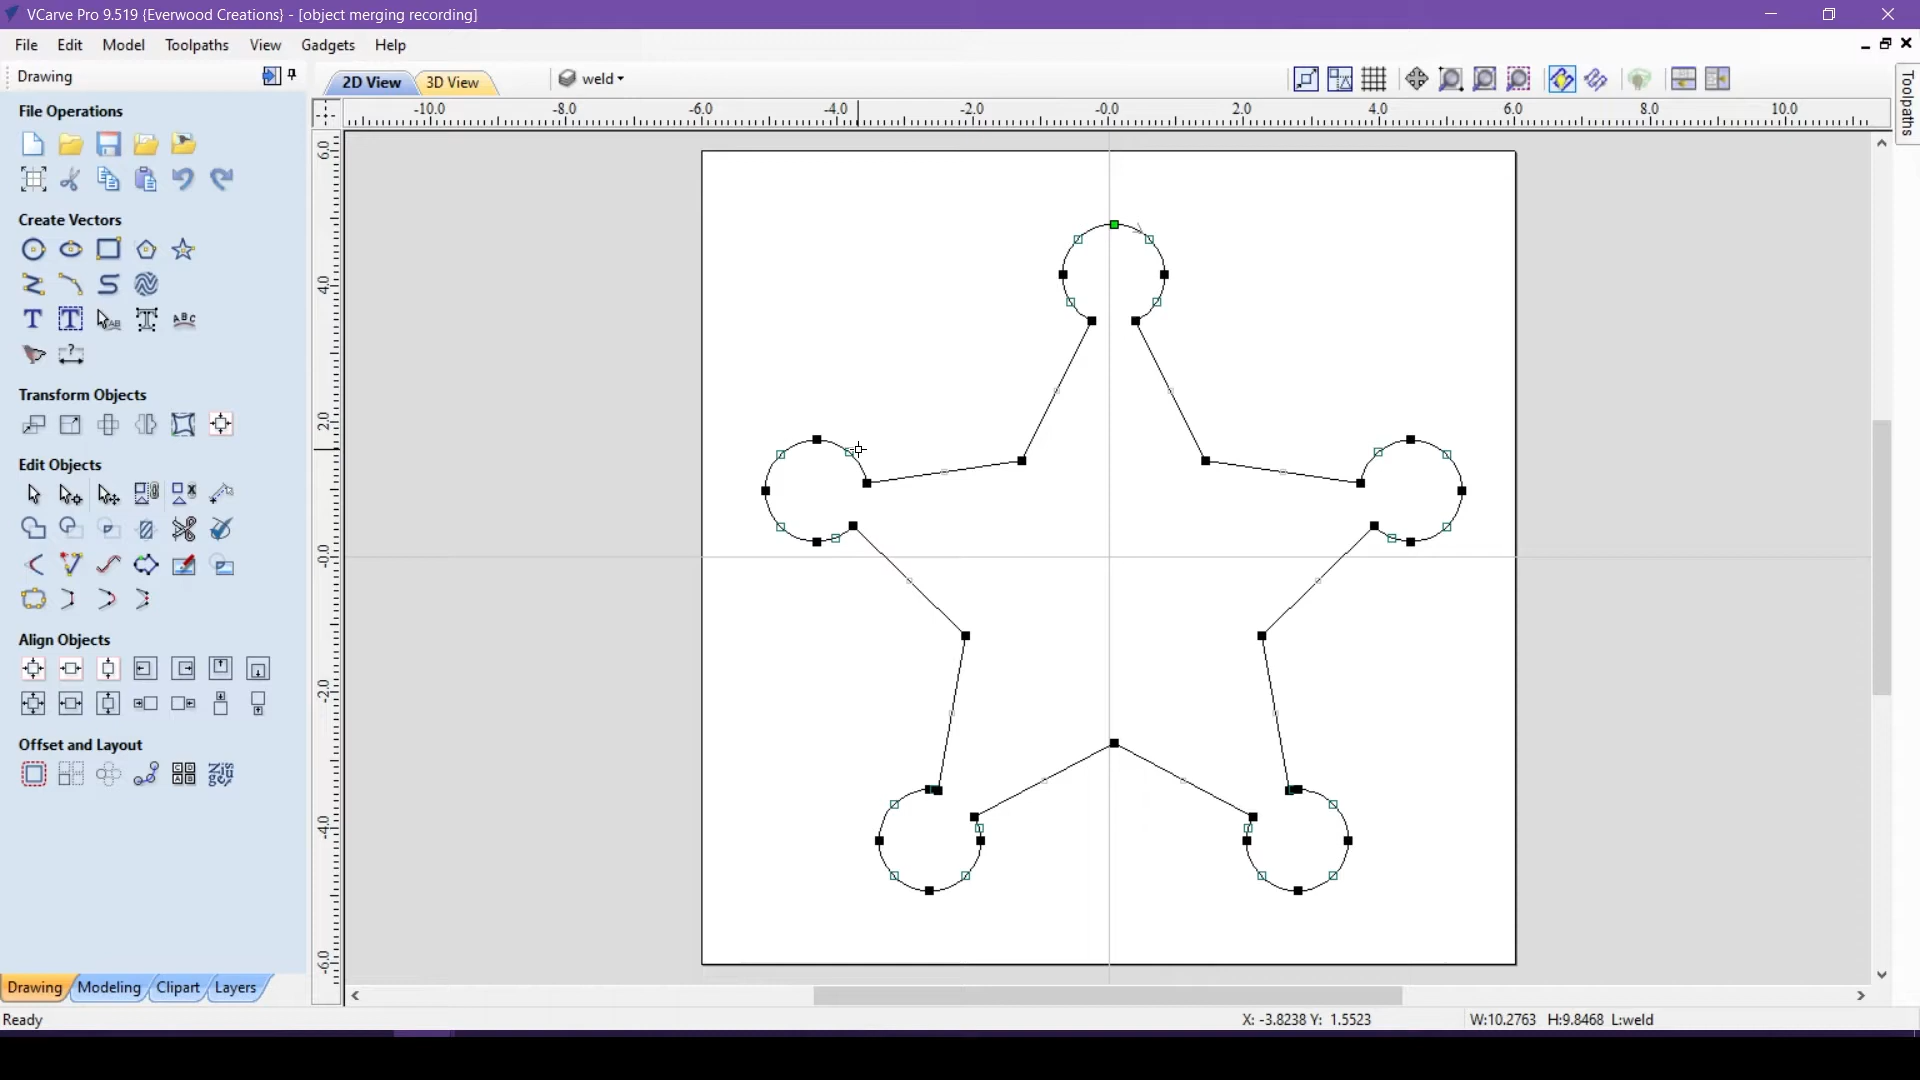 VCarve Pro 9.519 {Everwood Creations} - [object merging recording]
File Edit Model Toolpaths View Gadgets Help
Drawing
2D View 3D View weld
Toolpaths
-10.0 -8.0 -6.0 -4.0 -2.0 -0.0 2.0 4.0 6.0 8.0 10.0
6.0
4.0
2.0
-0.0
-2.0
-4.0
-6.0
File Operations
Create Vectors
Transform Objects
Edit Objects
Align Objects
Offset and Layout
Drawing Modeling Clipart Layers
Ready
X: -3.8238 Y: 1.5523
W:10.2763 H:9.8468 L:weld